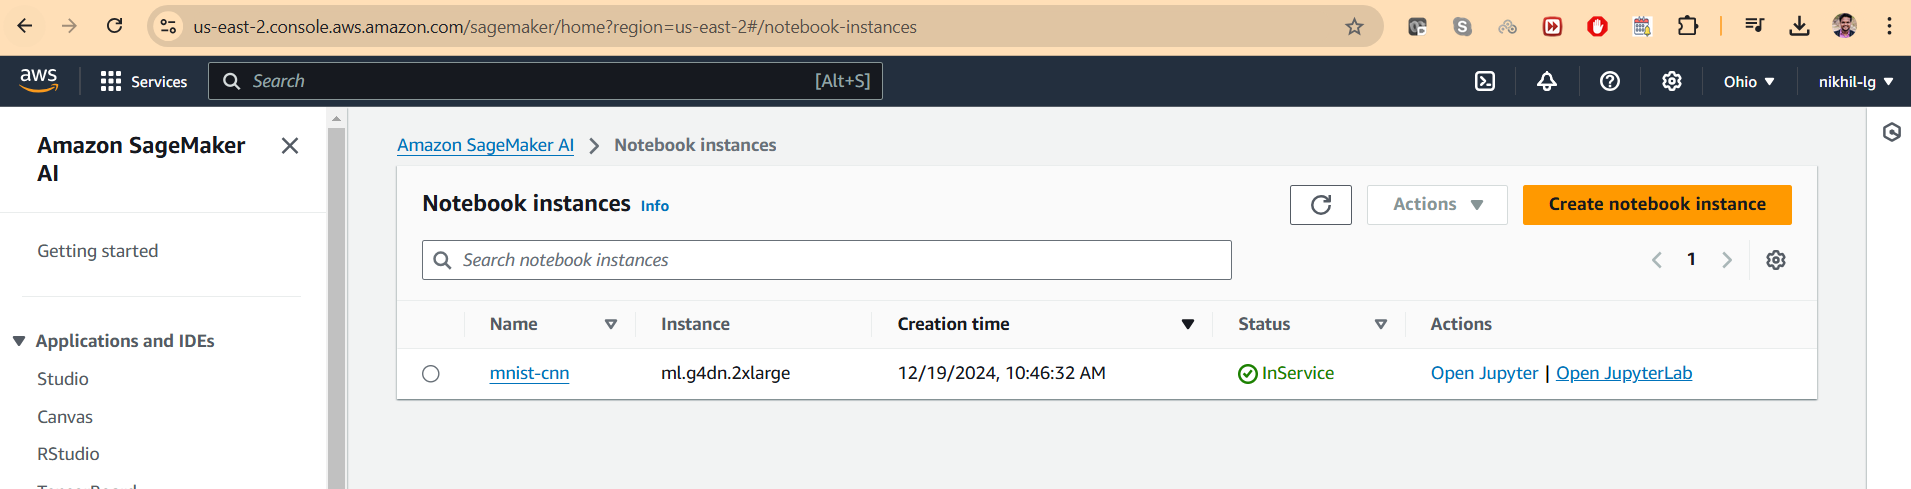 us-east-2.console.aws.amazon.com/sagemaker/home?region=us-east-2#/notebook-instances
aws Services Search [Alt+S] Ohio nikhil-lg
Amazon SageMaker AI
Getting started
Applications and IDEs
Studio
Canvas
RStudio
Amazon SageMaker AI Notebook instances
Notebook instances Info Actions Create notebook instance
Search notebook instances 1
Name Instance Creation time Status Actions
mnist-cnn ml.g4dn.2xlarge 12/19/2024, 10:46:32 AM InService Open Jupyter | Open JupyterLab